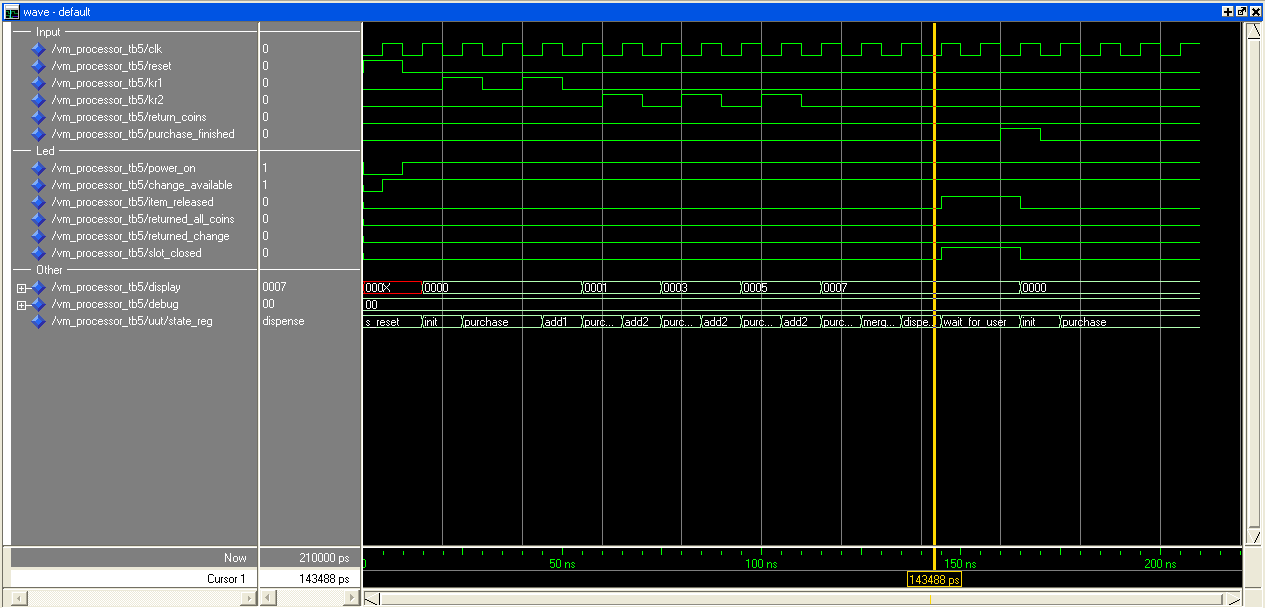 wave - default
Input
/vm_processor_tb5/clk 0
/vm_processor_tb5/reset 0
/vm_processor_tb5/kr1 0
/vm_processor_tb5/kr2 0
/vm_processor_tb5/return_coins 0
/vm_processor_tb5/purchase_finished 0
Led
/vm_processor_tb5/power_on 1
/vm_processor_tb5/change_available 1
/vm_processor_tb5/item_released 0
/vm_processor_tb5/returned_all_coins 0
/vm_processor_tb5/returned_change 0
/vm_processor_tb5/slot_closed 0
Other
/vm_processor_tb5/display 0007 000X 0000 0001 0003 0005 0007 0000
/vm_processor_tb5/debug 00 00
/vm_processor_tb5/uut/state_reg dispense s_reset init purchase add1 purc... add2 purc... add2 purc... add2 purc... merg... dispe... wait_for_user init purchase
Now 210000 ps 50 ns 100 ns 150 ns 200 ns
Cursor 1 143488 ps 143488 ps